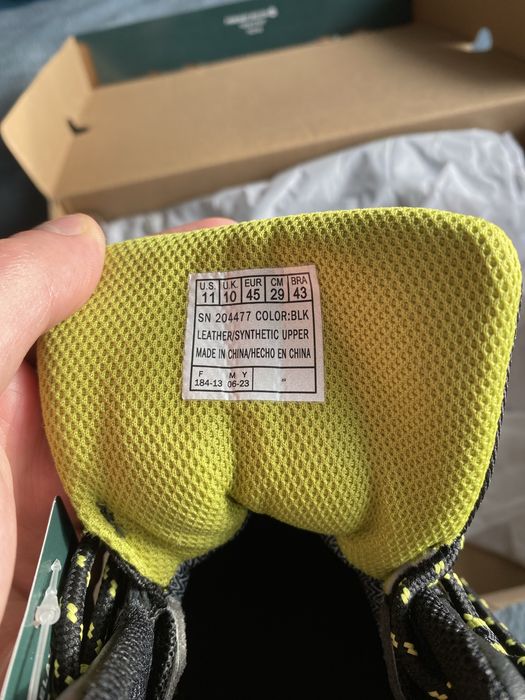 U.S. U.K. EUR CM BRA
11 10 45 29 43
SN 204477 COLOR:BLK
LEATHER/SYNTHETIC UPPER
MADE IN CHINA/HECHO EN CHINA
F M Y
184-13 06-23